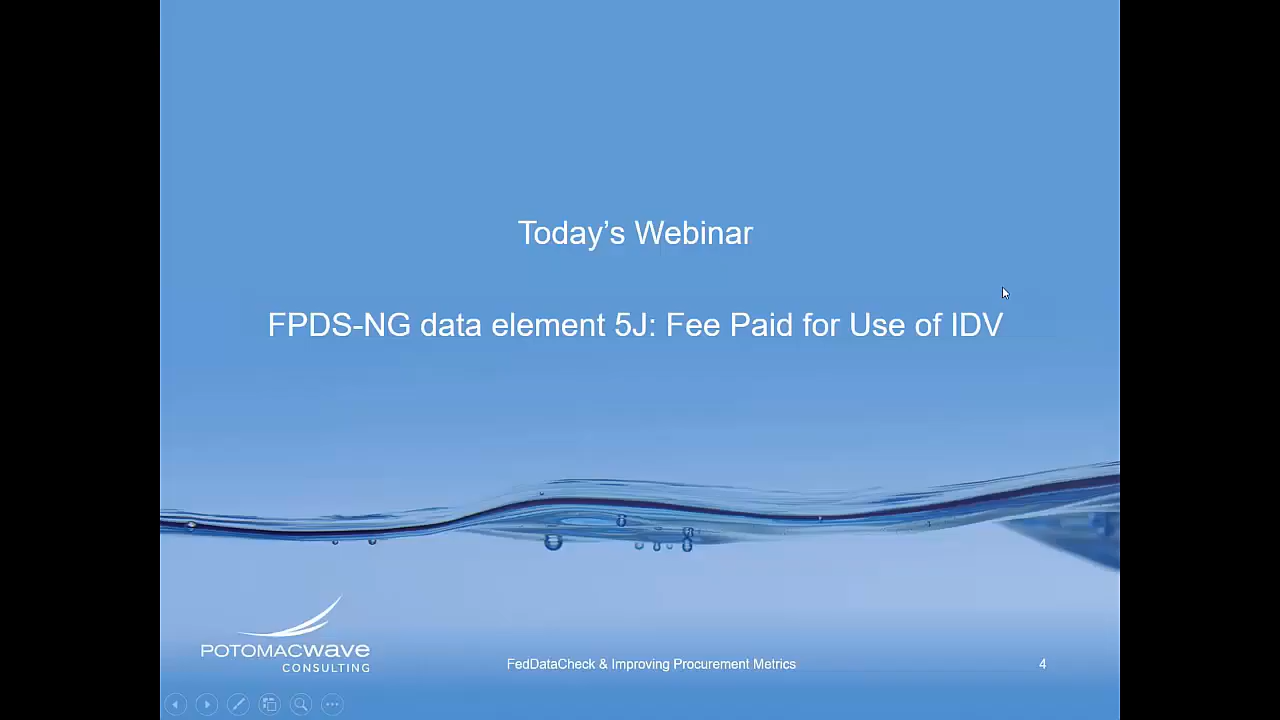 Today’s Webinar
FPDS-NG data element 5J: Fee Paid for Use of IDV
POTOMACWAVE
CONSULTING
FedDataCheck & Improving Procurement Metrics
4